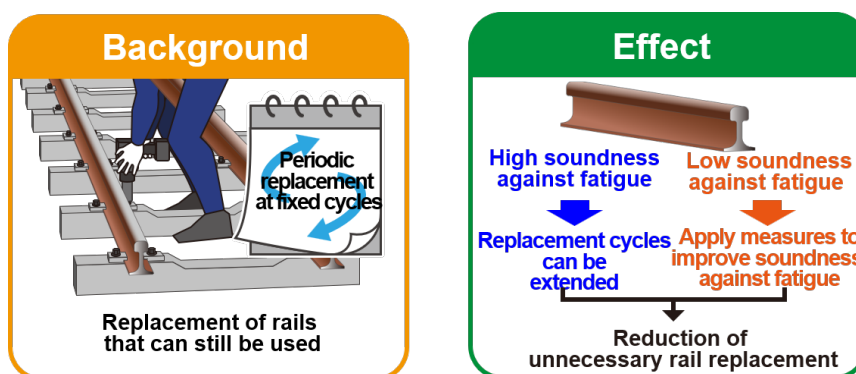 Background
Periodic
replacement
at fixed cycles
Replacement of rails
that can still be used
Effect
High soundness
against fatigue
Low soundness
against fatigue
Replacement cycles
can be
extended
Apply measures to
improve soundness
against fatigue
Reduction of
unnecessary rail replacement